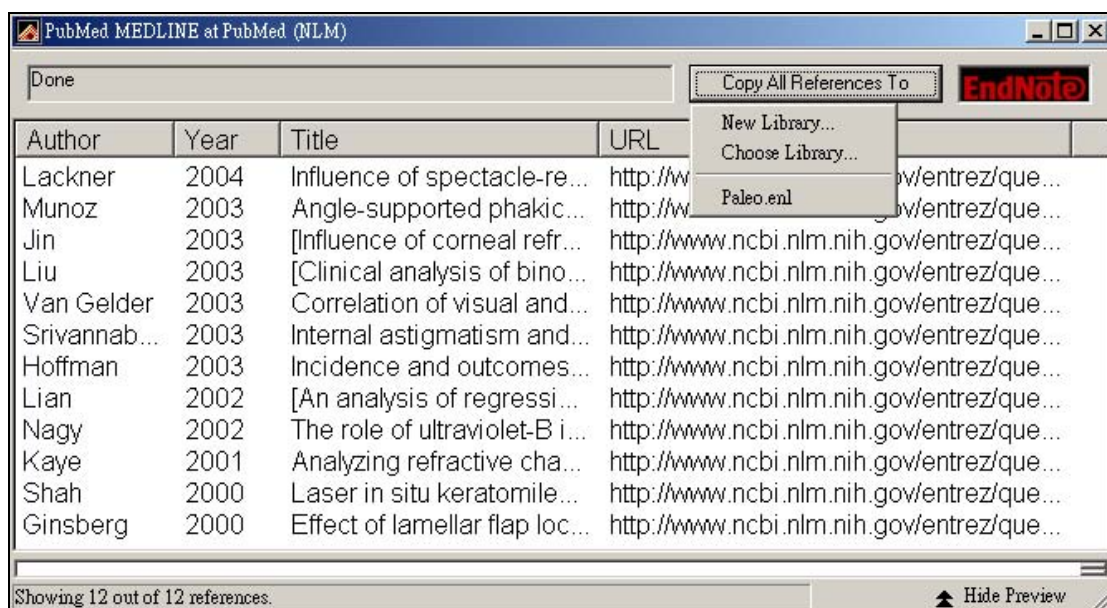 PubMed MEDLINE at PubMed (NLM)
Done
Copy All References To
EndNote
New Library...
Choose Library...
Paleo.enl
Author Year Title URL
Lackner 2004 Influence of spectacle-re... http://w v/entrez/que...
Munoz 2003 Angle-supported phakic... http://w v/entrez/que...
Jin 2003 [Influence of corneal refr... http://www.ncbi.nlm.nih.gov/entrez/que...
Liu 2003 [Clinical analysis of bino... http://www.ncbi.nlm.nih.gov/entrez/que...
Van Gelder 2003 Correlation of visual and... http://www.ncbi.nlm.nih.gov/entrez/que...
Srivannab... 2003 Internal astigmatism and... http://www.ncbi.nlm.nih.gov/entrez/que...
Hoffman 2003 Incidence and outcomes... http://www.ncbi.nlm.nih.gov/entrez/que...
Lian 2002 [An analysis of regressi... http://www.ncbi.nlm.nih.gov/entrez/que...
Nagy 2002 The role of ultraviolet-B i... http://www.ncbi.nlm.nih.gov/entrez/que...
Kaye 2001 Analyzing refractive cha... http://www.ncbi.nlm.nih.gov/entrez/que...
Shah 2000 Laser in situ keratomile... http://www.ncbi.nlm.nih.gov/entrez/que...
Ginsberg 2000 Effect of lamellar flap loc... http://www.ncbi.nlm.nih.gov/entrez/que...
Showing 12 out of 12 references.
Hide Preview